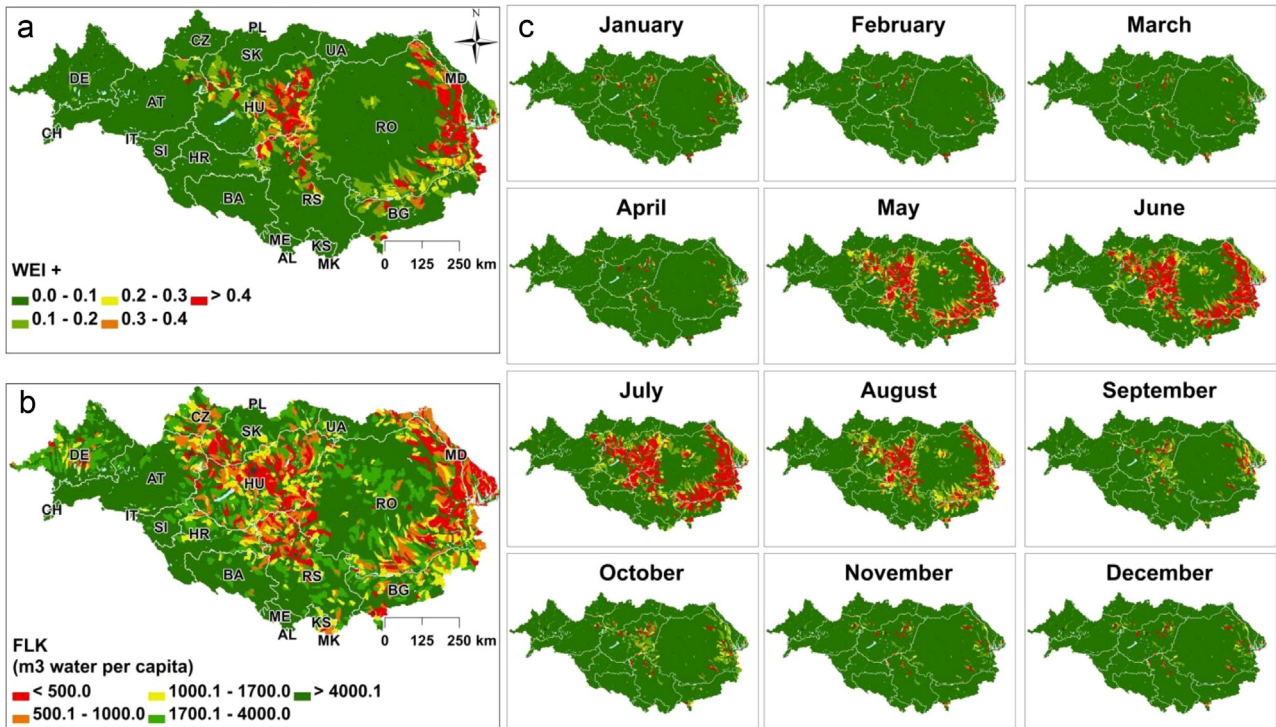 a
N
PL
CZ
SK
UA
DE
MD
AT
HU
RO
CH
IT
SI
HR
BA
RS
BG
ME
KS
AL
MK
0 125 250 km
WEI +
0.0 - 0.1 0.2 - 0.3 > 0.4
0.1 - 0.2 0.3 - 0.4
b
PL
CZ
SK
UA
DE
MD
AT
HU
RO
CH
IT
SI
HR
BA
RS
BG
ME
KS
AL
MK
0 125 250 km
FLK
(m3 water per capita)
< 500.0 1000.1 - 1700.0 > 4000.1
500.1 - 1000.0 1700.1 - 4000.0
c
January February March
April May June
July August September
October November December